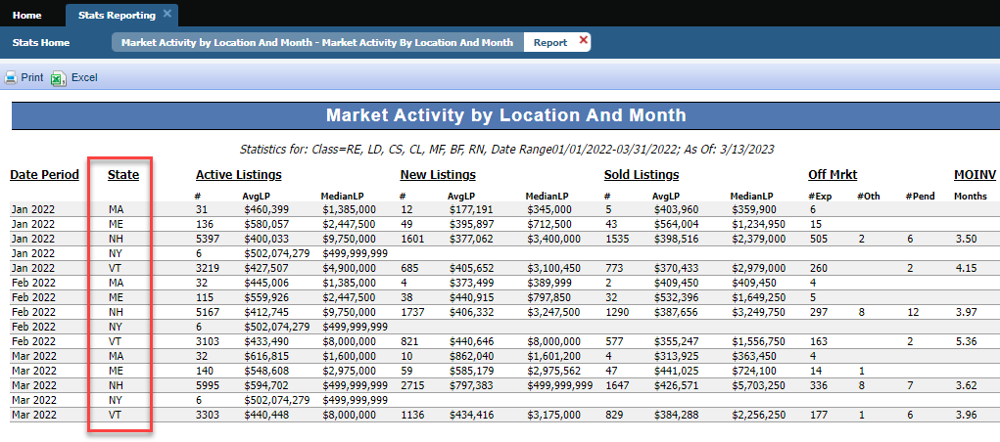 Home Stats Reporting
Stats Home Market Activity by Location And Month - Market Activity By Location And Month Report
Print Excel
Market Activity by Location And Month
Statistics for: Class=RE, LD, CS, CL, MF, BF, RN, Date Range01/01/2022-03/31/2022; As Of: 3/13/2023
Date Period State Active Listings New Listings Sold Listings Off Mrkt MOINV
# AvgLP MedianLP # AvgLP MedianLP # AvgLP MedianLP #Exp #Oth #Pend Months
Jan 2022 MA 31 $460,399 $1,385,000 12 $177,191 $345,000 5 $403,960 $359,900 6
Jan 2022 ME 136 $580,057 $2,447,500 49 $395,897 $712,500 43 $564,004 $1,234,950 15
Jan 2022 NH 5397 $400,033 $9,750,000 1601 $377,062 $3,400,000 1535 $398,516 $2,379,000 505 2 6 3.50
Jan 2022 NY 6 $502,074,279 $499,999,999
Jan 2022 VT 3219 $427,507 $4,900,000 685 $405,652 $3,100,450 773 $370,433 $2,979,000 260 2 4.15
Feb 2022 MA 32 $445,006 $1,385,000 4 $373,499 $389,999 2 $409,450 $409,450 4
Feb 2022 ME 115 $559,926 $2,447,500 38 $440,915 $797,850 32 $532,396 $1,649,250 5
Feb 2022 NH 5167 $412,745 $9,750,000 1737 $406,332 $3,247,500 1290 $387,656 $3,249,750 297 8 12 3.97
Feb 2022 NY 6 $502,074,279 $499,999,999
Feb 2022 VT 3103 $433,490 $8,000,000 821 $440,646 $8,000,000 577 $355,247 $1,556,750 163 2 5.36
Mar 2022 MA 32 $616,815 $1,600,000 10 $862,040 $1,601,200 4 $313,925 $363,450 4
Mar 2022 ME 140 $548,608 $2,975,000 59 $585,179 $2,975,562 47 $441,025 $724,100 14 1
Mar 2022 NH 5995 $594,702 $499,999,999 2715 $797,383 $499,999,999 1647 $426,571 $5,703,250 336 8 7 3.62
Mar 2022 NY 6 $502,074,279 $499,999,999
Mar 2022 VT 3303 $440,448 $8,000,000 1136 $434,416 $3,175,000 829 $384,288 $2,256,250 177 1 6 3.96